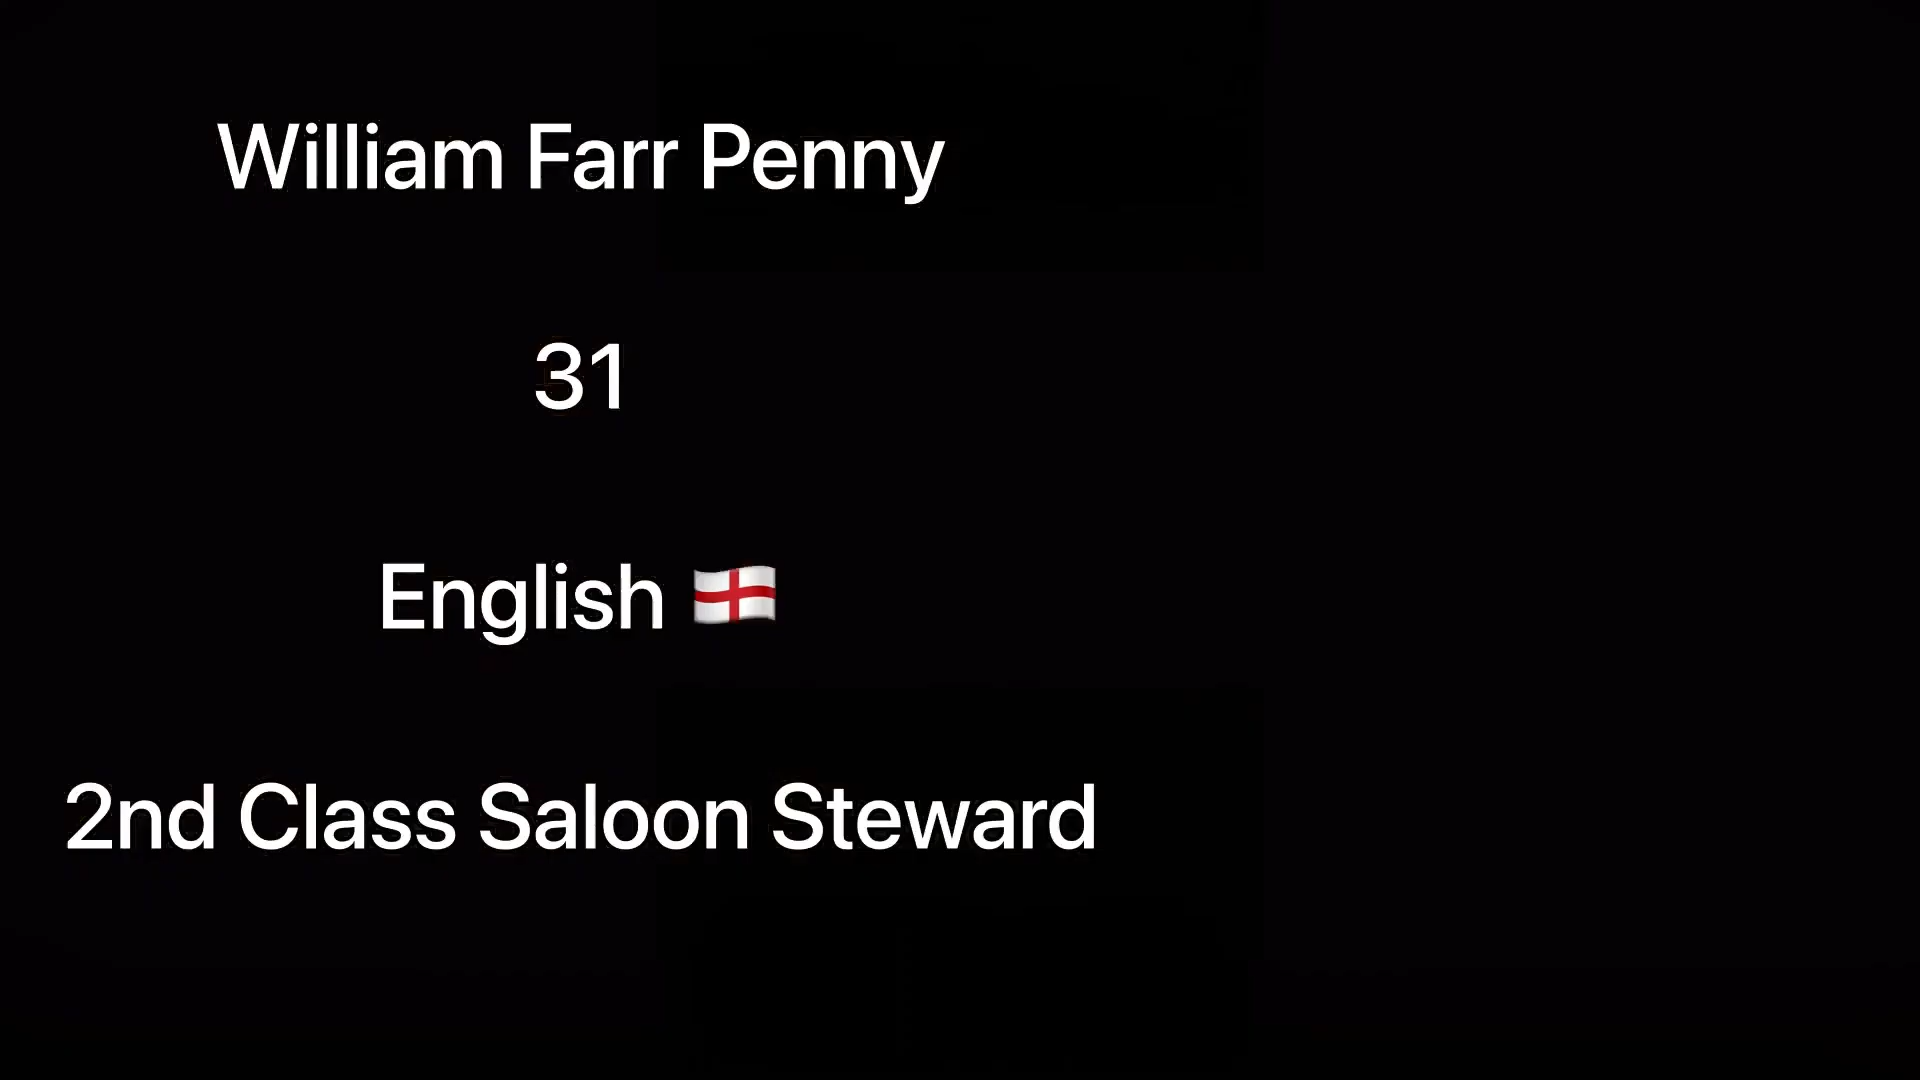 William Farr Penny
31
English 🏴󠁧󠁢󠁥󠁮󠁧󠁿
2nd Class Saloon Steward